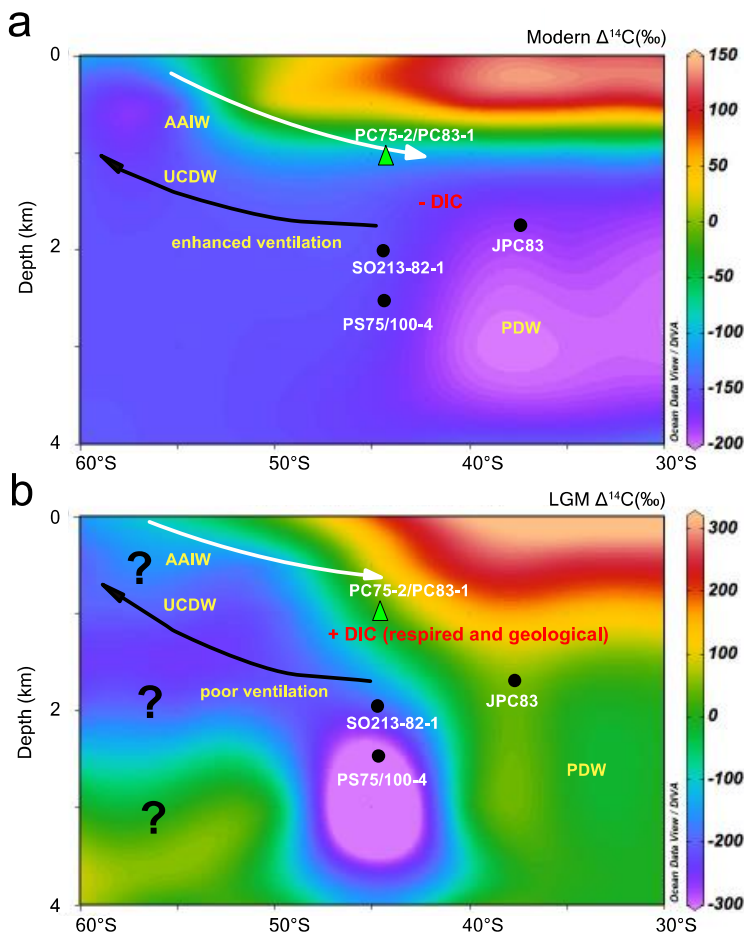 a
Modern Δ¹⁴C(‰)
0
2
4
Depth (km)
AAIW
PC75-2/PC83-1
UCDW
- DIC
enhanced ventilation
JPC83
SO213-82-1
PS75/100-4
PDW
60°S
50°S
40°S
30°S
Ocean Data View / DIVA
150
100
50
0
-50
-100
-150
-200
b
LGM Δ¹⁴C(‰)
0
2
4
Depth (km)
?
AAIW
PC75-2/PC83-1
UCDW
+ DIC (respired and geological)
poor ventilation
?
JPC83
SO213-82-1
PS75/100-4
PDW
?
60°S
50°S
40°S
30°S
Ocean Data View / DIVA
300
200
100
0
-100
-200
-300